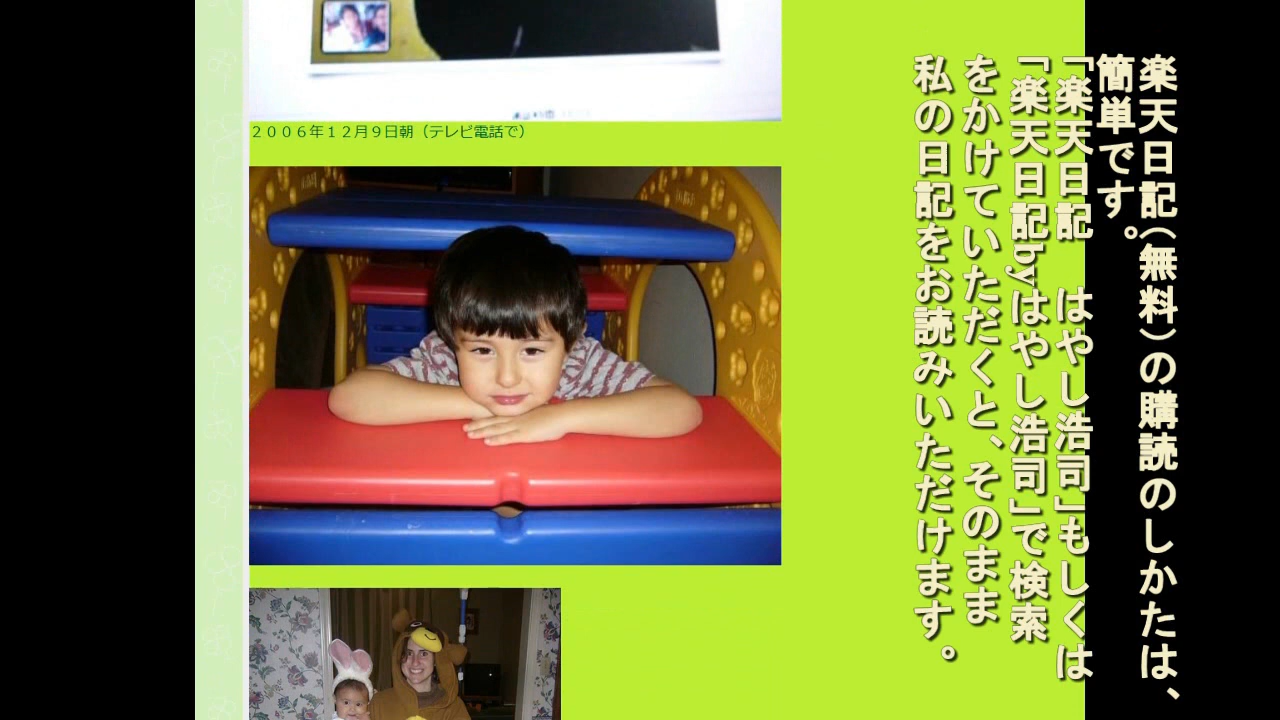 楽天日記(無料)の購読のしかたは、
簡単です。
「楽天日記　はやし浩司」もしくは
「楽天日記byはやし浩司」で検索
をかけていただくと、そのまま
私の日記をお読みいただけます。
２００６年１２月９日朝（テレビ電話で）